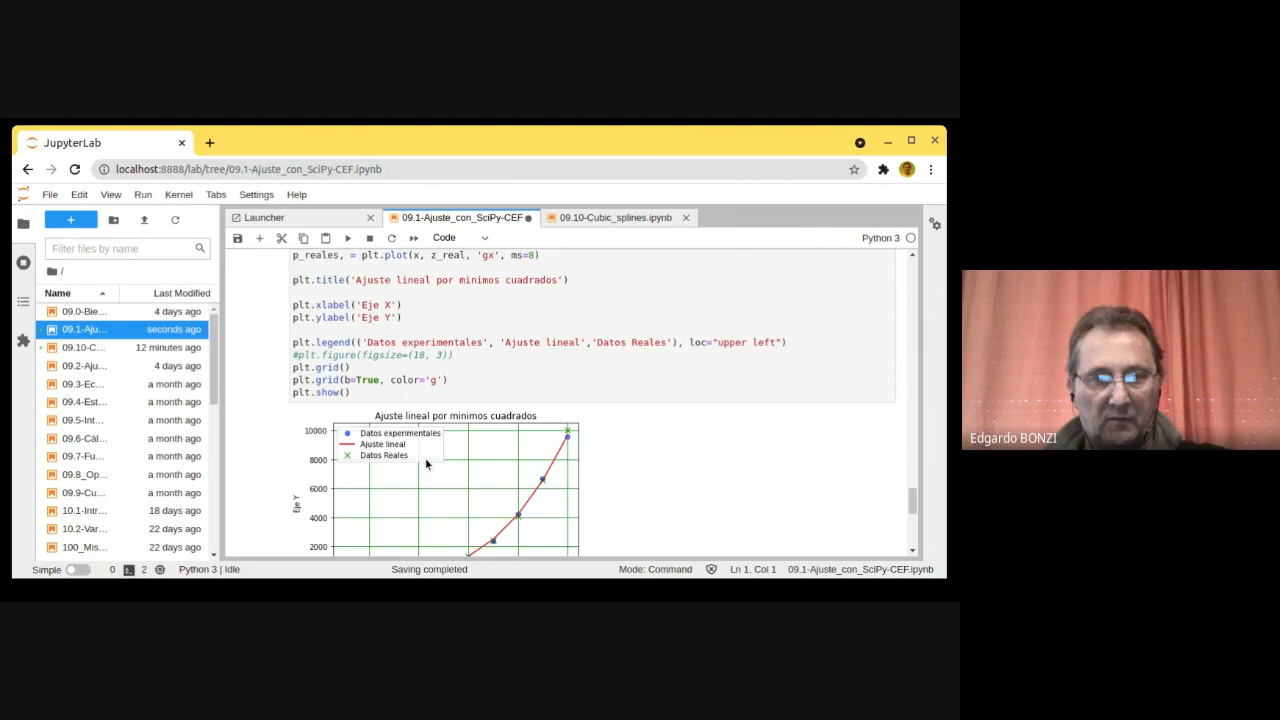 JupyterLab
localhost:8888/lab/tree/09.1-Ajuste_con_SciPy-CEF.ipynb
File Edit View Run Kernel Tabs Settings Help
Launcher
09.1-Ajuste_con_SciPy-CEF
09.10-Cubic_splines.ipynb
Filter files by name
Code
Python 3
/
Name Last Modified
09.0-Bie... 4 days ago
09.1-Aju... seconds ago
09.10-C... 12 minutes ago
09.2-Aju... 4 days ago
09.3-Ec... a month ago
09.4-Est... a month ago
09.5-Int... a month ago
09.6-Cál... a month ago
09.7-Fu... a month ago
09.8_Op... a month ago
09.9-Cu... a month ago
10.1-Intr... 18 days ago
10.2-Var... 22 days ago
100_Mis... 22 days ago
p_reales, = plt.plot(x, z_real, 'gx', ms=8)
plt.title('Ajuste lineal por minimos cuadrados')
plt.xlabel('Eje X')
plt.ylabel('Eje Y')
plt.legend(('Datos experimentales', 'Ajuste lineal','Datos Reales'), loc="upper left")
#plt.figure(figsize=(18, 3))
plt.grid()
plt.grid(b=True, color='g')
plt.show()
Ajuste lineal por minimos cuadrados
Datos experimentales
Ajuste lineal
Datos Reales
10000
8000
6000
4000
2000
Eje Y
Simple 0 2 Python 3 | Idle Saving completed Mode: Command Ln 1, Col 1 09.1-Ajuste_con_SciPy-CEF.ipynb
Edgardo BONZI